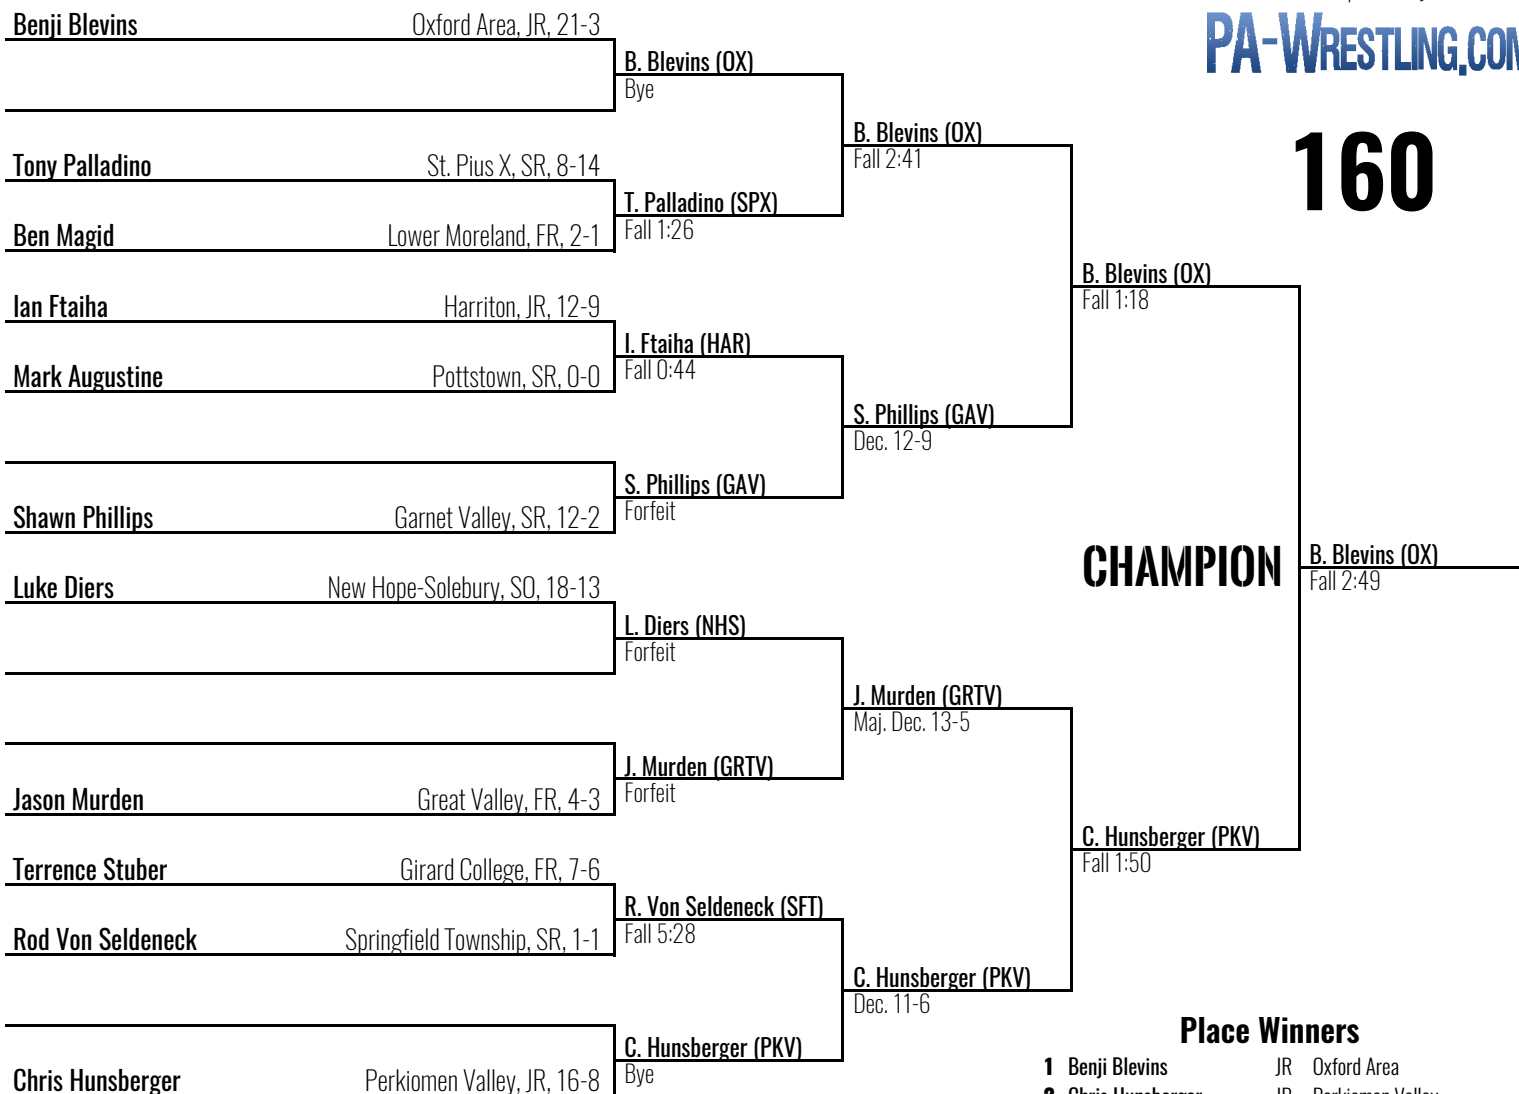 Benji Blevins Oxford Area, JR, 21-3
B. Blevins (OX)
Bye
PA-WRESTLING.COM
B. Blevins (OX)
Fall 2:41
160
Tony Palladino St. Pius X, SR, 8-14
T. Palladino (SPX)
Fall 1:26
Ben Magid Lower Moreland, FR, 2-1
B. Blevins (OX)
Fall 1:18
Ian Ftaiha Harriton, JR, 12-9
I. Ftaiha (HAR)
Fall 0:44
Mark Augustine Pottstown, SR, 0-0
S. Phillips (GAV)
Dec. 12-9
S. Phillips (GAV)
Forfeit
Shawn Phillips Garnet Valley, SR, 12-2
CHAMPION
B. Blevins (OX)
Fall 2:49
Luke Diers New Hope-Solebury, SO, 18-13
L. Diers (NHS)
Forfeit
J. Murden (GRTV)
Maj. Dec. 13-5
J. Murden (GRTV)
Forfeit
Jason Murden Great Valley, FR, 4-3
C. Hunsberger (PKV)
Fall 1:50
Terrence Stuber Girard College, FR, 7-6
R. Von Seldeneck (SFT)
Fall 5:28
Rod Von Seldeneck Springfield Township, SR, 1-1
C. Hunsberger (PKV)
Dec. 11-6
C. Hunsberger (PKV)
Bye
Chris Hunsberger Perkiomen Valley, JR, 16-8
Place Winners
1 Benji Blevins JR Oxford Area
2 Chris Hunsberger JR Perkiomen Valley